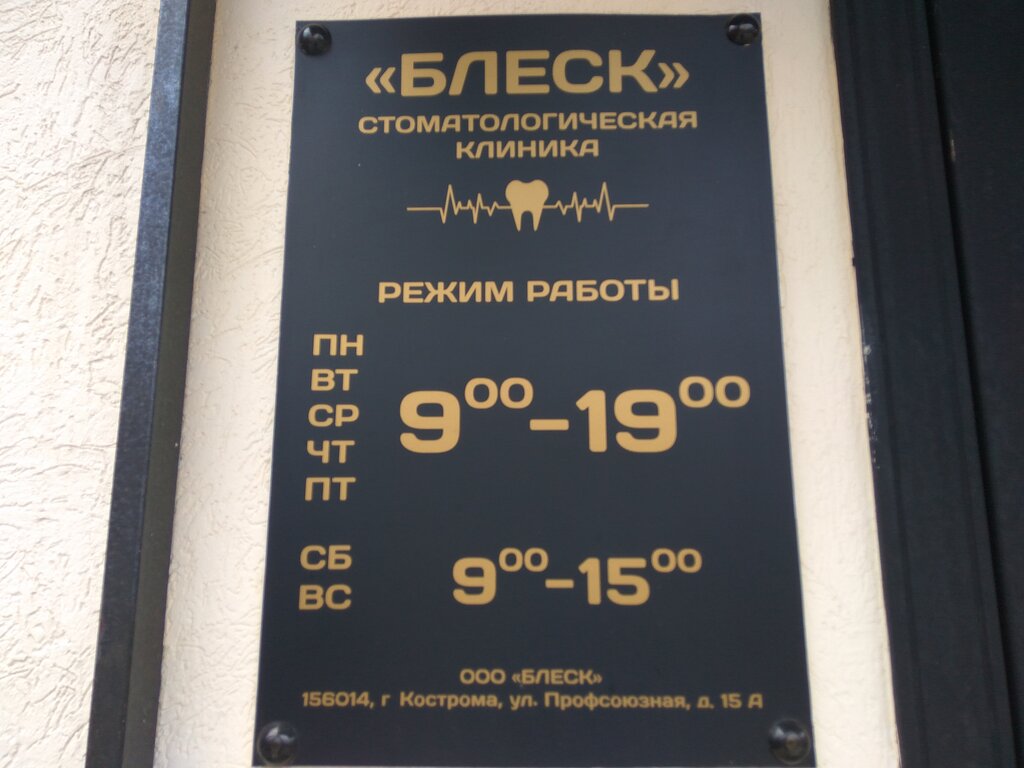 «БЛЕСК»
СТОМАТОЛОГИЧЕСКАЯ
КЛИНИКА
РЕЖИМ РАБОТЫ
ПН
ВТ
СР
ЧТ
ПТ
9⁰⁰-19⁰⁰
СБ
ВС
9⁰⁰-15⁰⁰
ООО «БЛЕСК»
156014, г Кострома, ул. Профсоюзная, д. 15 А